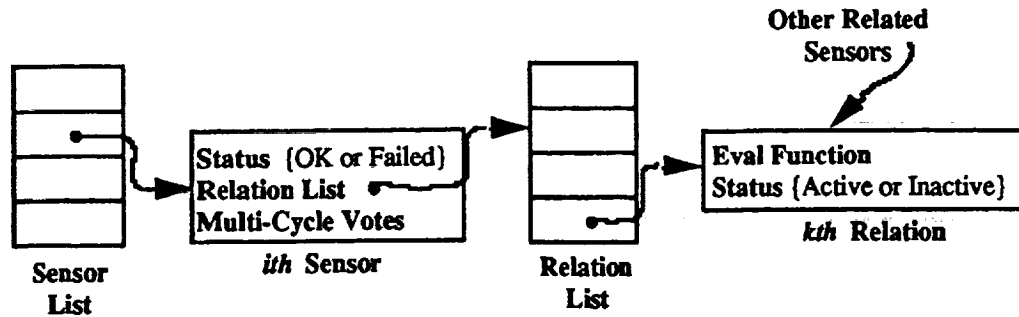 Other Related
Sensors
Status {OK or Failed}
Relation List
Multi-Cycle Votes
Eval Function
Status {Active or Inactive}
ith Sensor
kth Relation
Sensor
List
Relation
List